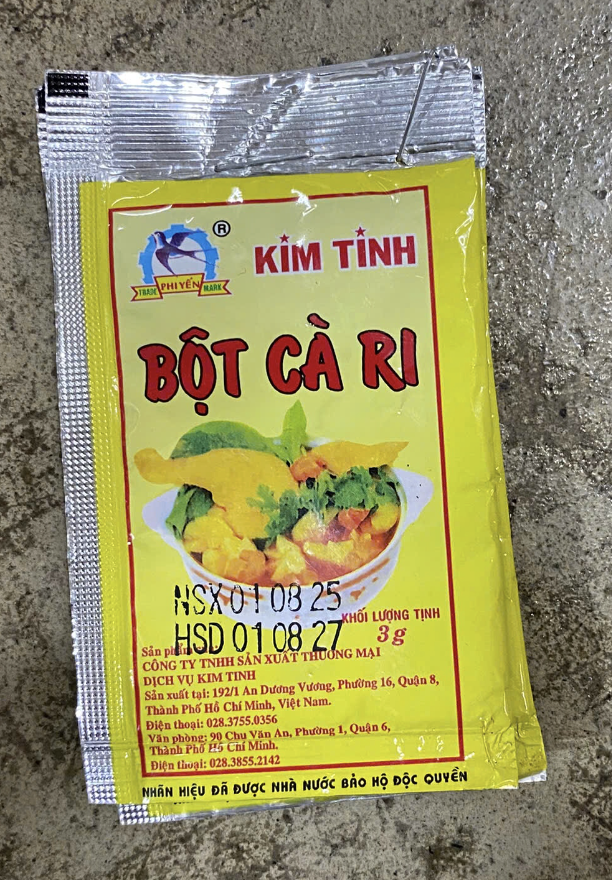 ®
KIM TINH
TRADE PHI YẾN MARK
BỘT CÀ RI
NSX 01 08 25
HSD 01 08 27
KHỐI LƯỢNG TỊNH
3g
Sản
CÔNG TY TNHH SẢN XUẤT THƯƠNG MẠI
DỊCH VỤ KIM TINH
Sản xuất tại: 192/1 An Dương Vương, Phường 16, Quận 8,
Thành Phố Hồ Chí Minh, Việt Nam.
Điện thoại: 028.3755.0356
Văn phòng: 90 Chu Văn An, Phường 1, Quận 6,
Thành Phố Hồ Chí Minh.
Điện thoại: 028.3855.2142
NHÃN HIỆU ĐÃ ĐƯỢC NHÀ NƯỚC BẢO HỘ ĐỘC QUYỀN